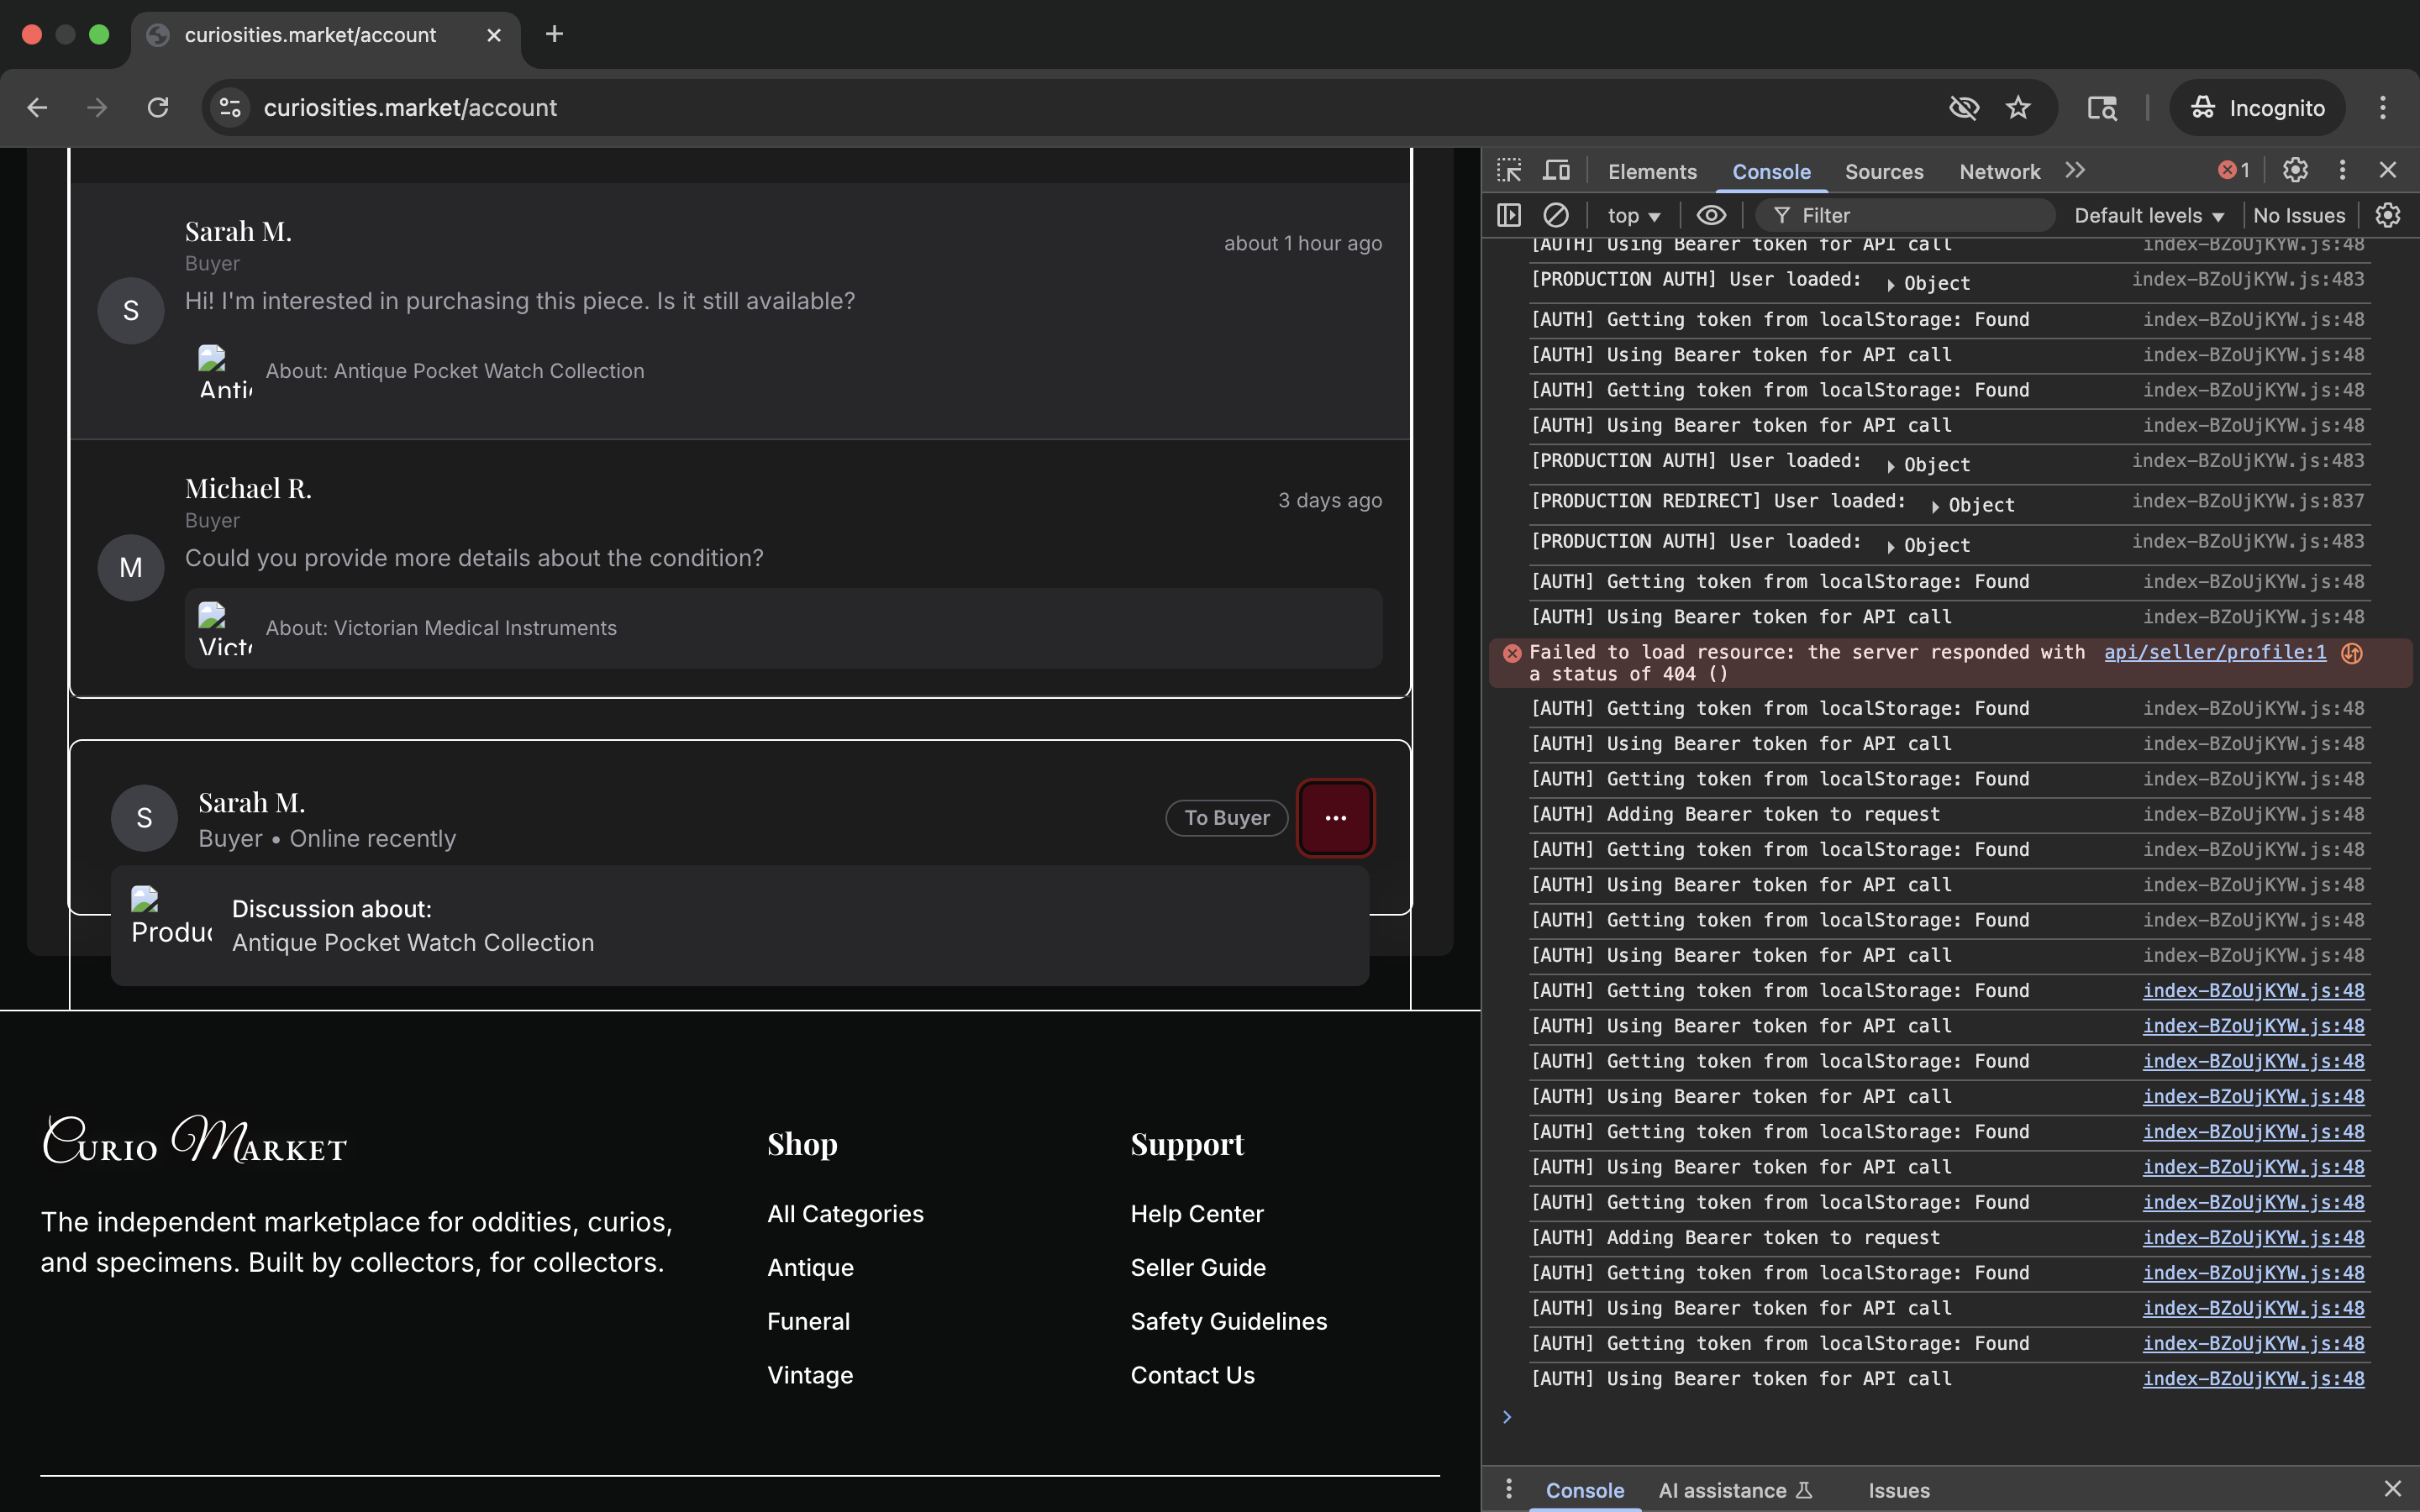 curiosities.market/account
curiosities.market/account
Incognito
Sarah M.
about 1 hour ago
Buyer
S
Hi! I'm interested in purchasing this piece. Is it still available?
Anti
About: Antique Pocket Watch Collection
Michael R.
3 days ago
Buyer
M
Could you provide more details about the condition?
Vict
About: Victorian Medical Instruments
S
Sarah M.
Buyer • Online recently
To Buyer
...
Produc
Discussion about:
Antique Pocket Watch Collection
Curio Market
The independent marketplace for oddities, curios,
and specimens. Built by collectors, for collectors.
Shop
All Categories
Antique
Funeral
Vintage
Support
Help Center
Seller Guide
Safety Guidelines
Contact Us
Elements Console Sources Network 1
top Filter Default levels No Issues
[AUTH] Using Bearer token for API call index-BZoUjKYW.js:48
[PRODUCTION AUTH] User loaded: Object index-BZoUjKYW.js:483
[AUTH] Getting token from localStorage: Found index-BZoUjKYW.js:48
[AUTH] Using Bearer token for API call index-BZoUjKYW.js:48
[AUTH] Getting token from localStorage: Found index-BZoUjKYW.js:48
[AUTH] Using Bearer token for API call index-BZoUjKYW.js:48
[PRODUCTION AUTH] User loaded: Object index-BZoUjKYW.js:483
[PRODUCTION REDIRECT] User loaded: Object index-BZoUjKYW.js:837
[PRODUCTION AUTH] User loaded: Object index-BZoUjKYW.js:483
[AUTH] Getting token from localStorage: Found index-BZoUjKYW.js:48
[AUTH] Using Bearer token for API call index-BZoUjKYW.js:48
Failed to load resource: the server responded with api/seller/profile:1
a status of 404 ()
[AUTH] Getting token from localStorage: Found index-BZoUjKYW.js:48
[AUTH] Using Bearer token for API call index-BZoUjKYW.js:48
[AUTH] Getting token from localStorage: Found index-BZoUjKYW.js:48
[AUTH] Adding Bearer token to request index-BZoUjKYW.js:48
[AUTH] Getting token from localStorage: Found index-BZoUjKYW.js:48
[AUTH] Using Bearer token for API call index-BZoUjKYW.js:48
[AUTH] Getting token from localStorage: Found index-BZoUjKYW.js:48
[AUTH] Using Bearer token for API call index-BZoUjKYW.js:48
[AUTH] Getting token from localStorage: Found index-BZoUjKYW.js:48
[AUTH] Using Bearer token for API call index-BZoUjKYW.js:48
[AUTH] Getting token from localStorage: Found index-BZoUjKYW.js:48
[AUTH] Using Bearer token for API call index-BZoUjKYW.js:48
[AUTH] Getting token from localStorage: Found index-BZoUjKYW.js:48
[AUTH] Using Bearer token for API call index-BZoUjKYW.js:48
[AUTH] Getting token from localStorage: Found index-BZoUjKYW.js:48
[AUTH] Adding Bearer token to request index-BZoUjKYW.js:48
[AUTH] Getting token from localStorage: Found index-BZoUjKYW.js:48
[AUTH] Using Bearer token for API call index-BZoUjKYW.js:48
[AUTH] Getting token from localStorage: Found index-BZoUjKYW.js:48
[AUTH] Using Bearer token for API call index-BZoUjKYW.js:48
Console AI assistance Issues